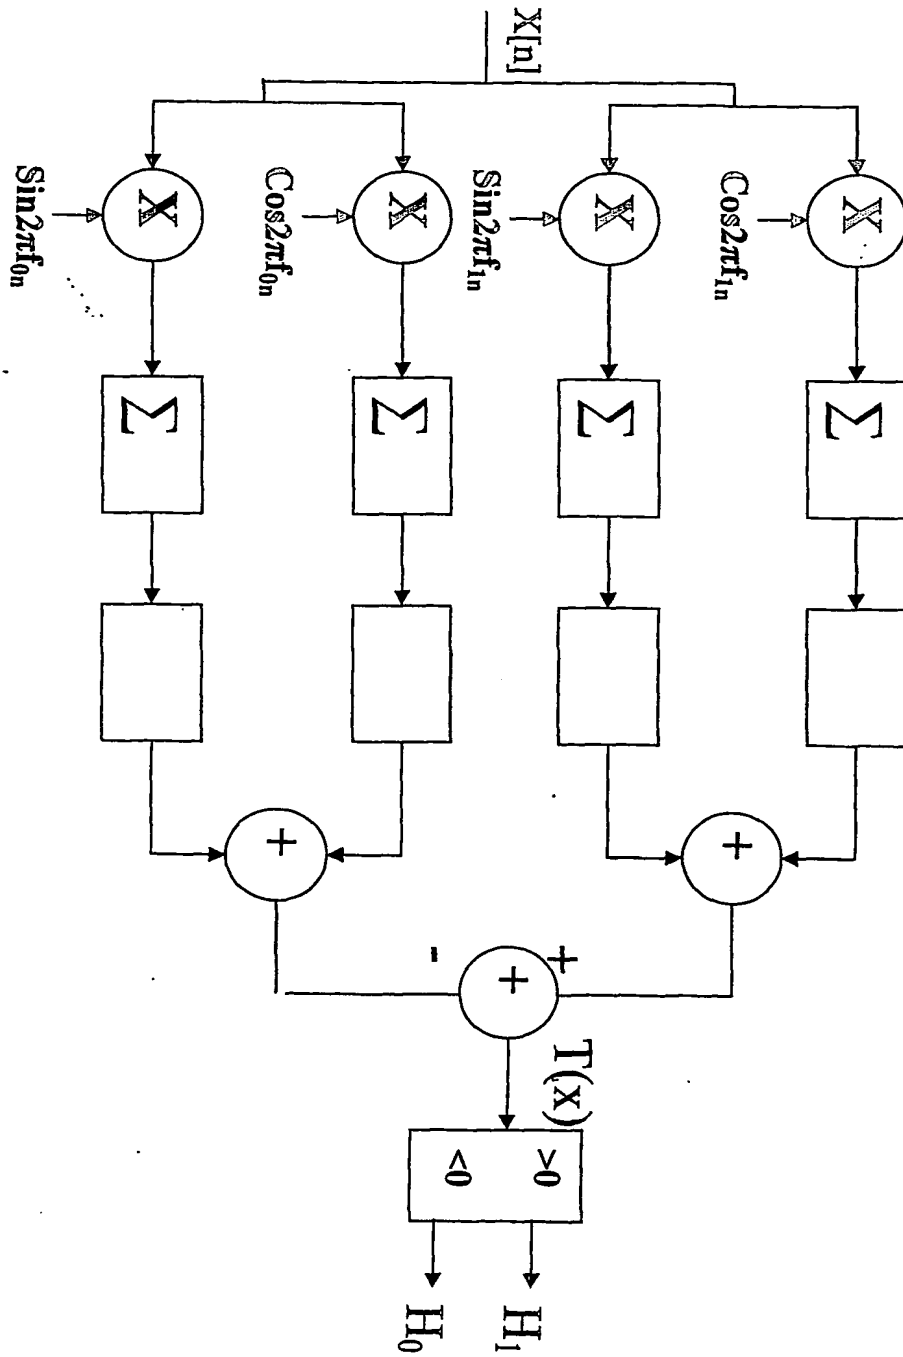 X
Cos2πf1n
Σ
+
X
Sin2πf1n
Σ
X[n]
+
+
T(x)
>0
<0
H1
H0
-
X
Cos2πf0n
Σ
+
X
Sin2πf0n
Σ